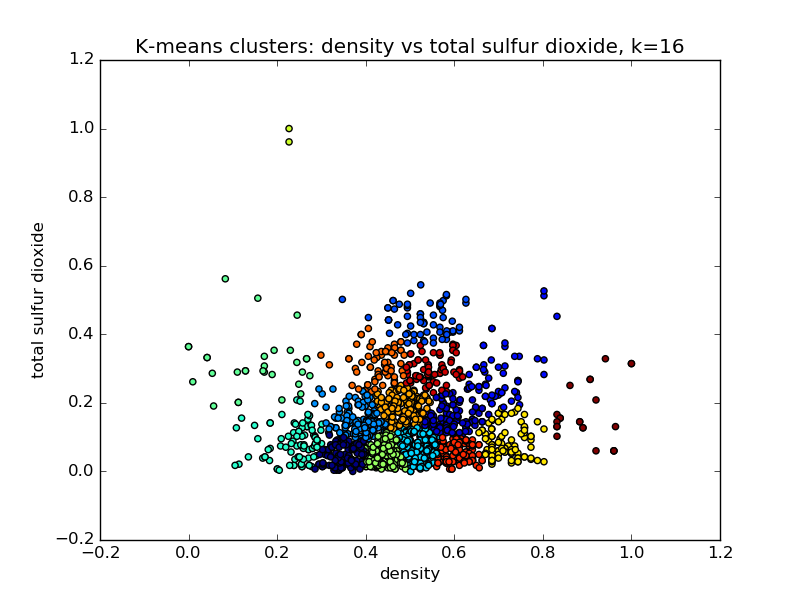 K-means clusters: density vs total sulfur dioxide, k=16
1.2
1.0
0.8
0.6
0.4
0.2
0.0
−0.2
total sulfur dioxide
−0.2 0.0 0.2 0.4 0.6 0.8 1.0 1.2
density